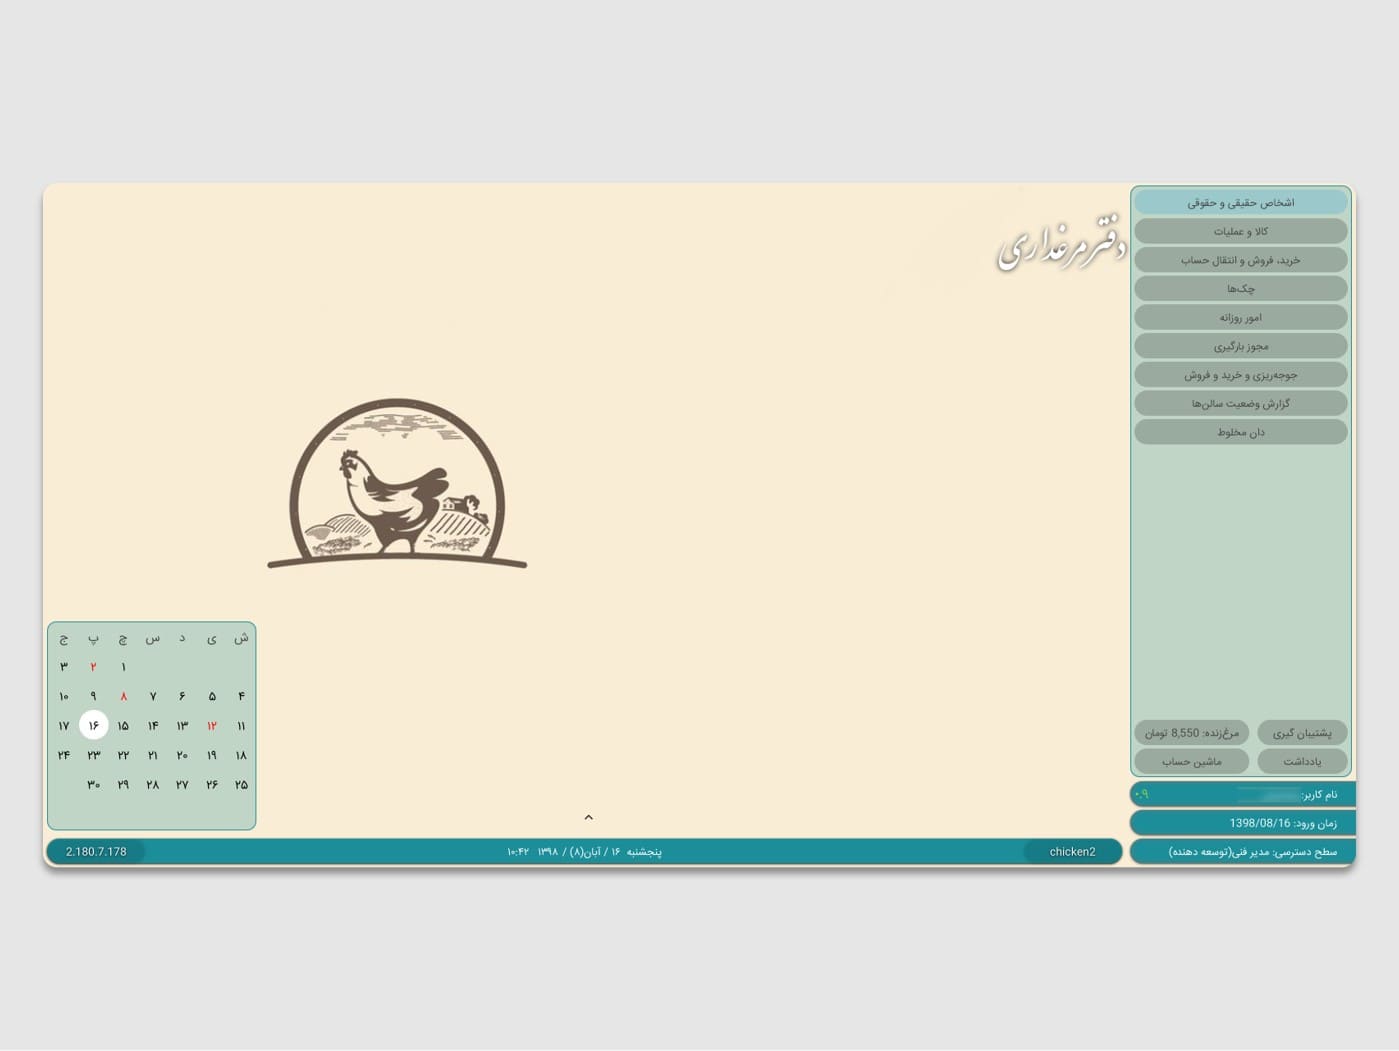 دفتر مرغداری
اشخاص حقیقی و حقوقی
کالا و عملیات
خرید، فروش و انتقال حساب
چک‌ها
امور روزانه
مجوز بارگیری
جوجه‌ریزی و خرید و فروش
گزارش وضعیت سالن‌ها
دان مخلوط
پشتیبان گیری
مرغ‌زنده: 8,550 تومان
یادداشت
ماشین حساب
نام کاربر:
۰.۹
زمان ورود: 1398/08/16
سطح دسترسی: مدیر فنی(توسعه دهنده)
ش ی د س چ پ ج
۱ ۲ ۳
۴ ۵ ۶ ۷ ۸ ۹ ۱۰
۱۱ ۱۲ ۱۳ ۱۴ ۱۵ ۱۶ ۱۷
۱۸ ۱۹ ۲۰ ۲۱ ۲۲ ۲۳ ۲۴
۲۵ ۲۶ ۲۷ ۲۸ ۲۹ ۳۰
chicken2
پنجشنبه ۱۶ / آبان(۸) / ۱۳۹۸ ۱۰:۴۲
2.180.7.178